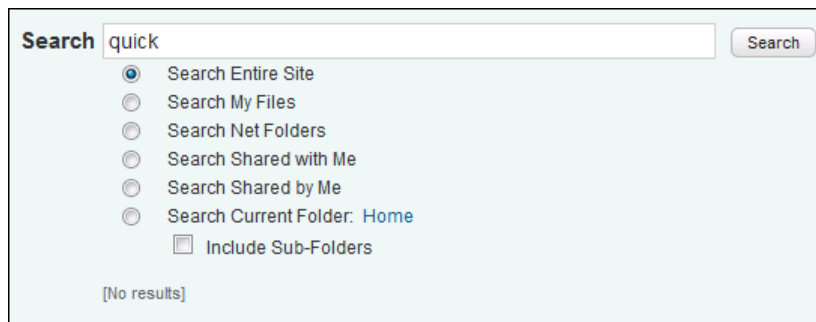 Search quick Search
Search Entire Site
Search My Files
Search Net Folders
Search Shared with Me
Search Shared by Me
Search Current Folder: Home
Include Sub-Folders
[No results]